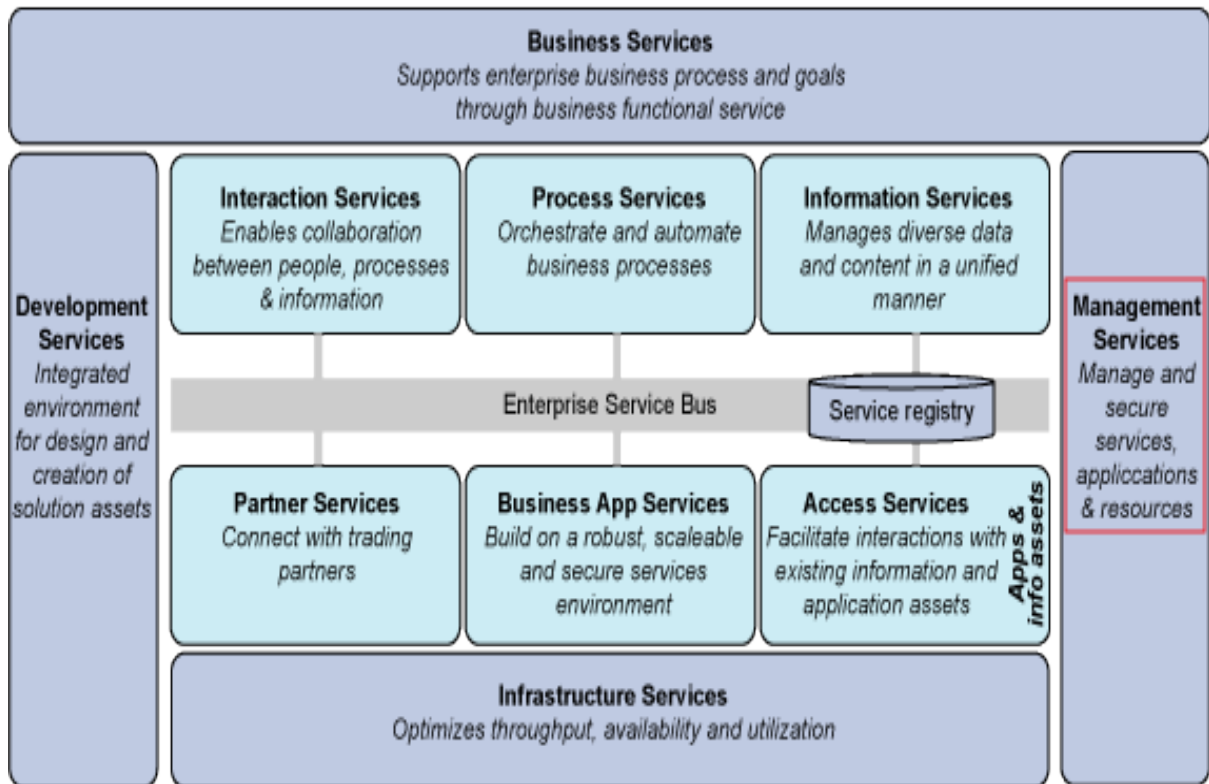 Business Services
Supports enterprise business process and goals
through business functional service
Development
Services
Integrated
environment
for design and
creation of
solution assets
Interaction Services
Enables collaboration
between people, processes
& information
Process Services
Orchestrate and automate
business processes
Information Services
Manages diverse data
and content in a unified
manner
Management
Services
Manage and
secure
services,
appliccations
& resources
Enterprise Service Bus
Service registry
Partner Services
Connect with trading
partners
Business App Services
Build on a robust, scaleable
and secure services
environment
Access Services
Facilitate interactions with
existing information and
application assets
Apps &
info assets
Infrastructure Services
Optimizes throughput, availability and utilization